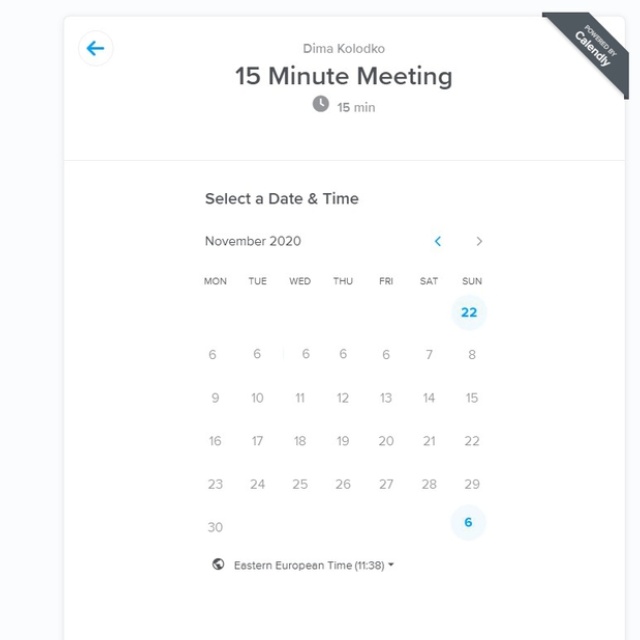 Dima Kolodko
15 Minute Meeting
15 min
POWERED BY
Calendly
Select a Date & Time
November 2020
MON TUE WED THU FRI SAT SUN
22
6 6 6 6 6 7 8
9 10 11 12 13 14 15
16 17 18 19 20 21 22
23 24 25 26 27 28 29
30 6
Eastern European Time (11:38)